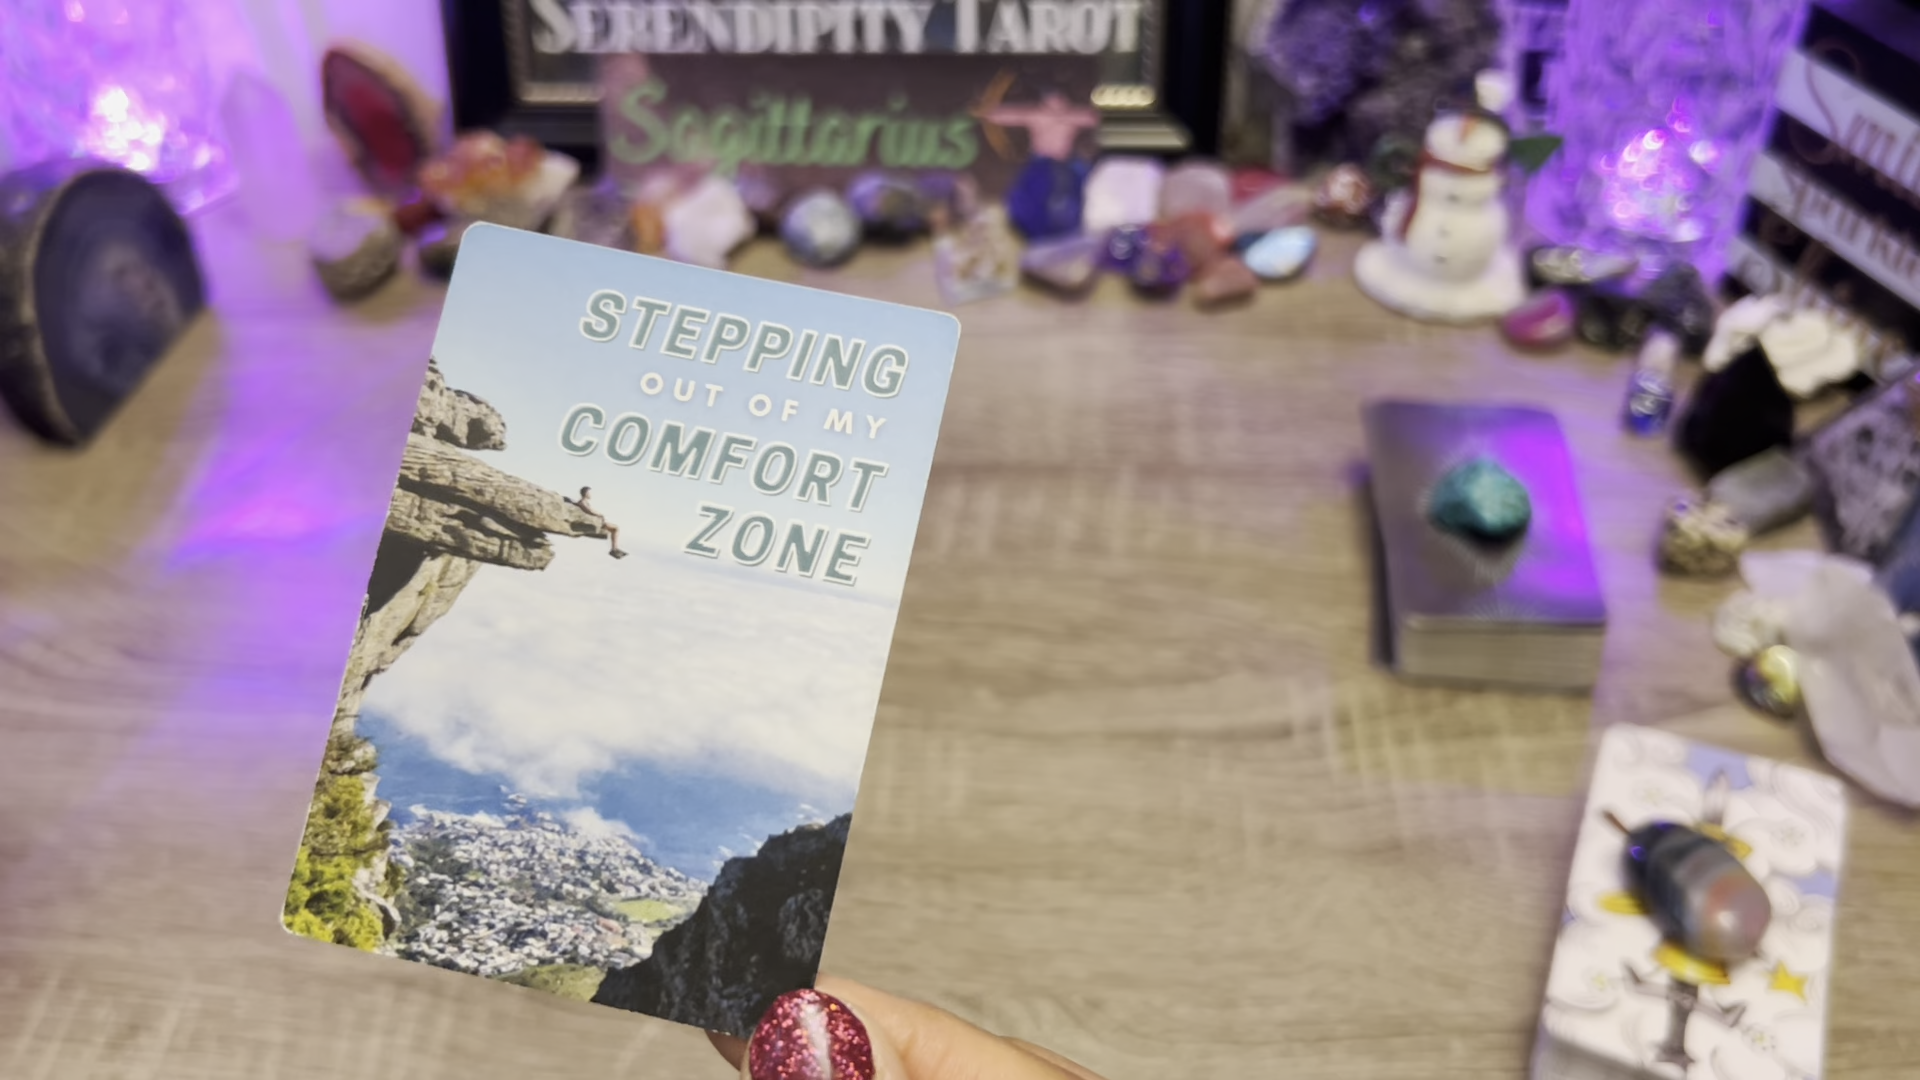 SERENDIPITY TAROT
Sagittarius
STEPPING
OUT OF MY
COMFORT
ZONE